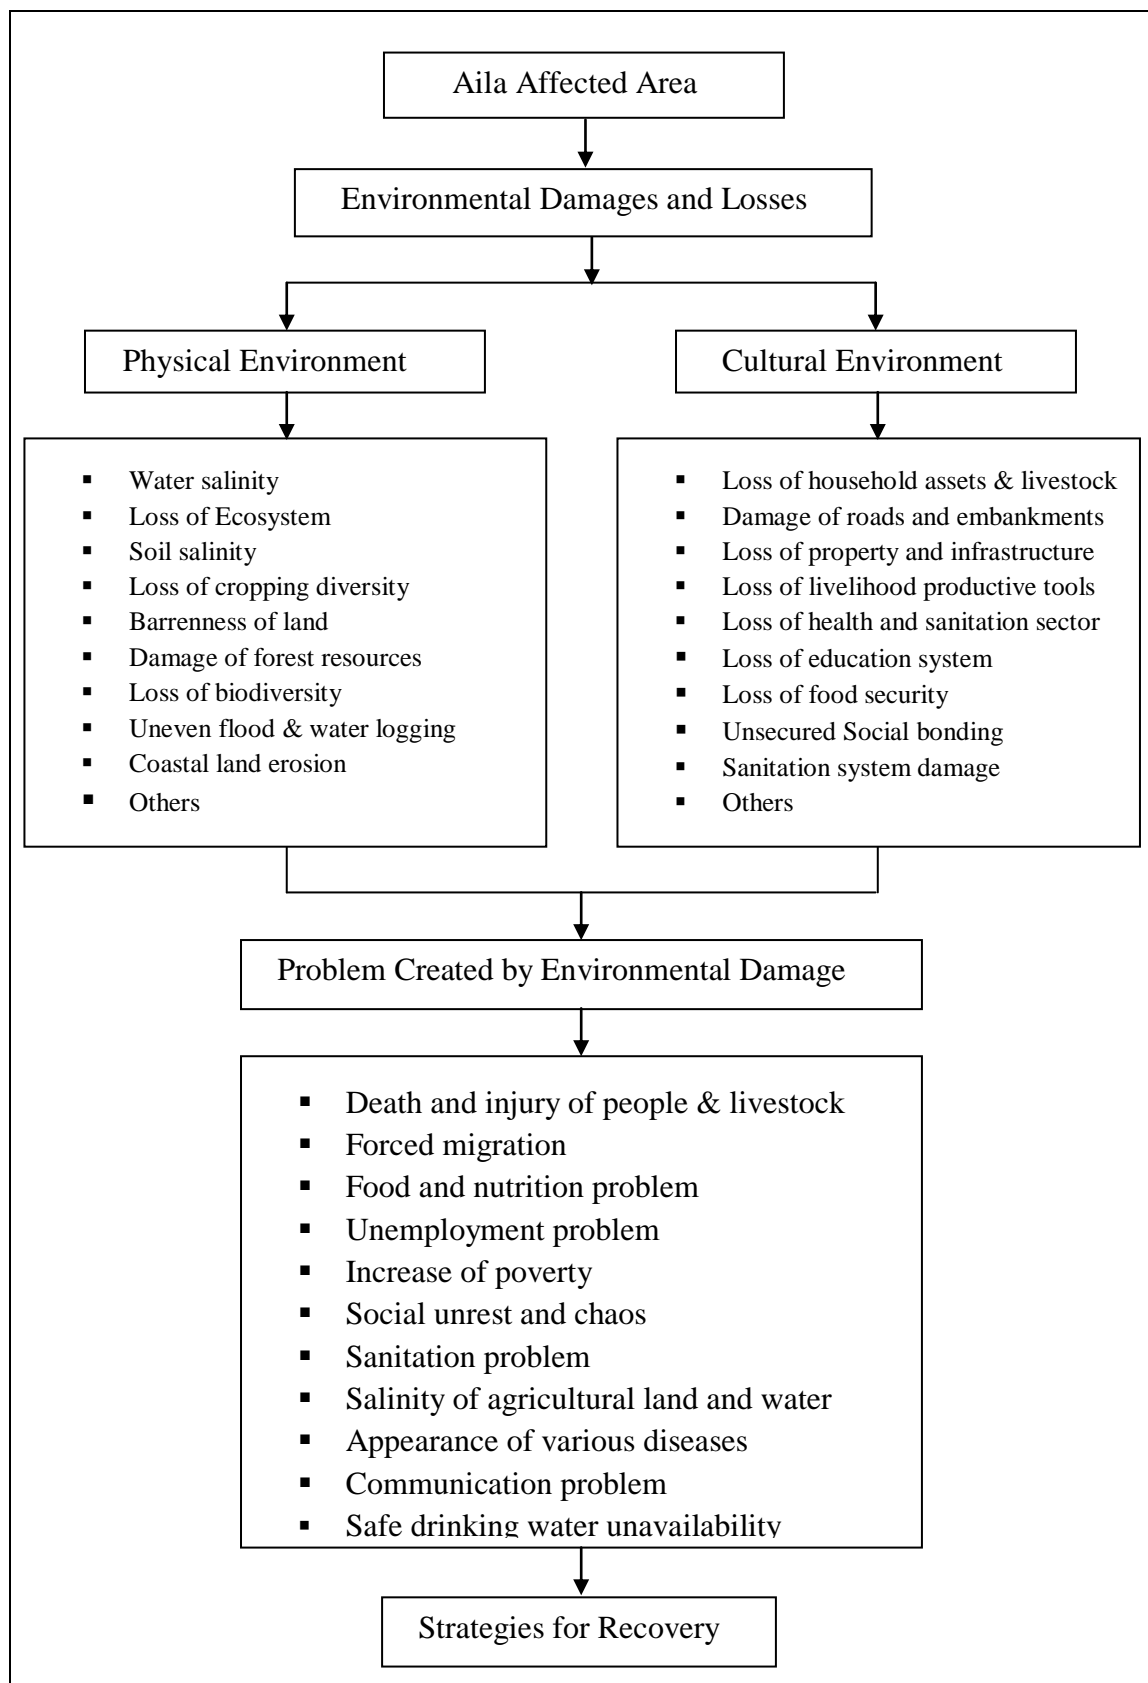 Aila Affected Area
Environmental Damages and Losses
Physical Environment
Cultural Environment
▪ Water salinity
▪ Loss of Ecosystem
▪ Soil salinity
▪ Loss of cropping diversity
▪ Barrenness of land
▪ Damage of forest resources
▪ Loss of biodiversity
▪ Uneven flood & water logging
▪ Coastal land erosion
▪ Others
▪ Loss of household assets & livestock
▪ Damage of roads and embankments
▪ Loss of property and infrastructure
▪ Loss of livelihood productive tools
▪ Loss of health and sanitation sector
▪ Loss of education system
▪ Loss of food security
▪ Unsecured Social bonding
▪ Sanitation system damage
▪ Others
Problem Created by Environmental Damage
▪ Death and injury of people & livestock
▪ Forced migration
▪ Food and nutrition problem
▪ Unemployment problem
▪ Increase of poverty
▪ Social unrest and chaos
▪ Sanitation problem
▪ Salinity of agricultural land and water
▪ Appearance of various diseases
▪ Communication problem
▪ Safe drinking water unavailability
Strategies for Recovery